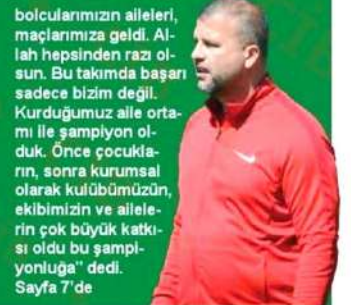 bolcularımızın aileleri,
maçlarımıza geldi. Al-
lah hepsinden razı ol-
sun. Bu takımda başarı
sadece bizim değil.
Kurduğumuz aile orta-
mı ile şampiyon ol-
duk. Önce çocukla-
rın, sonra kurumsal
olarak kulübümüzün,
ekibimizin ve ailele-
rin çok büyük katkı-
sı oldu bu şampi-
yonluğa" dedi.
Sayfa 7'de